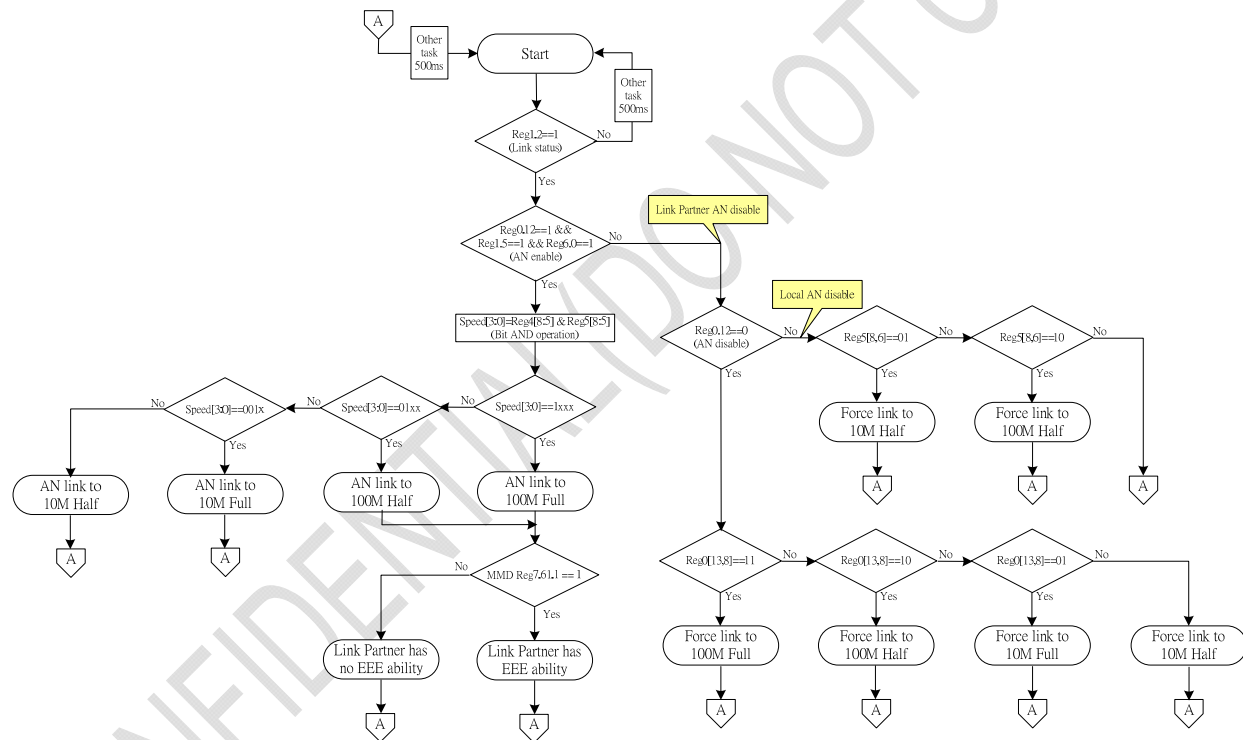 A
Other
task
500ms
Start
Other
task
500ms
Reg1.2==1
(Link status)
No
Yes
Link Partner AN disable
Reg0.12==1 &&
Reg1.5==1 && Reg6.0==1
(AN enable)
No
Yes
Speed[3:0]=Reg4[8:5] & Reg5[8:5]
(Bit AND operation)
Local AN disable
Reg0.12==0
(AN disable)
No
Yes
Reg5[8,6]==01
No
Yes
Reg5[8,6]==10
No
Yes
Speed[3:0]==1xxx
No
Yes
Speed[3:0]==01xx
No
Yes
Speed[3:0]==001x
No
Yes
Force link to
10M Half
Force link to
100M Half
A
A
A
AN link to
10M Half
AN link to
10M Full
AN link to
100M Half
AN link to
100M Full
A
A
MMD Reg7.61.1 == 1
No
Yes
Reg0[13,8]==11
No
Yes
Reg0[13,8]==10
No
Yes
Reg0[13,8]==01
No
Yes
Link Partner has
no EEE ability
Link Partner has
EEE ability
Force link to
100M Full
Force link to
100M Half
Force link to
10M Full
Force link to
10M Half
A
A
A
A
A
A
NFIDENTIAL(DO NOT